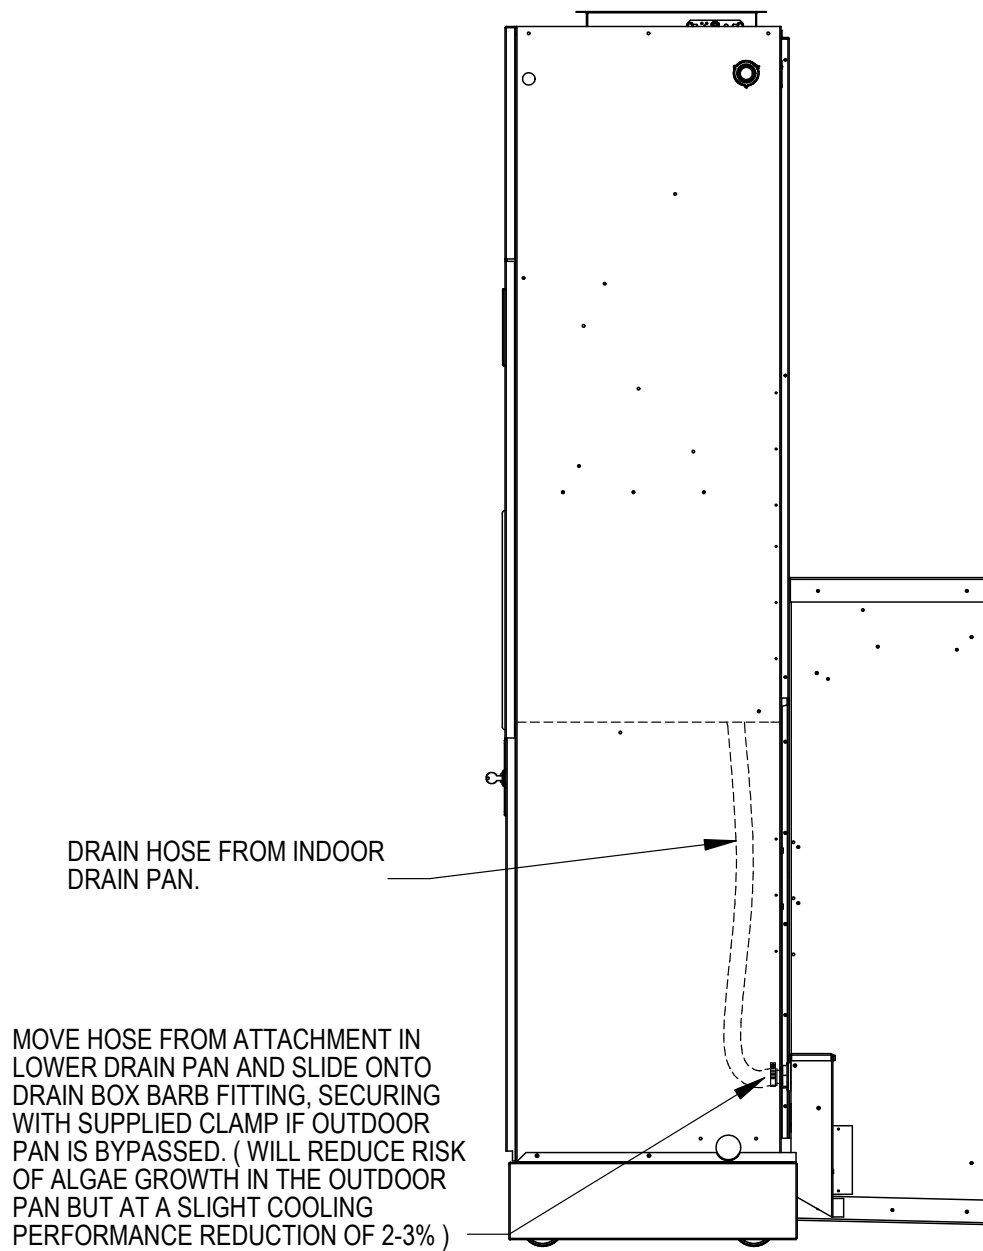 DRAIN HOSE FROM INDOOR
DRAIN PAN.
MOVE HOSE FROM ATTACHMENT IN
LOWER DRAIN PAN AND SLIDE ONTO
DRAIN BOX BARB FITTING, SECURING
WITH SUPPLIED CLAMP IF OUTDOOR
PAN IS BYPASSED. ( WILL REDUCE RISK
OF ALGAE GROWTH IN THE OUTDOOR
PAN BUT AT A SLIGHT COOLING
PERFORMANCE REDUCTION OF 2-3% )